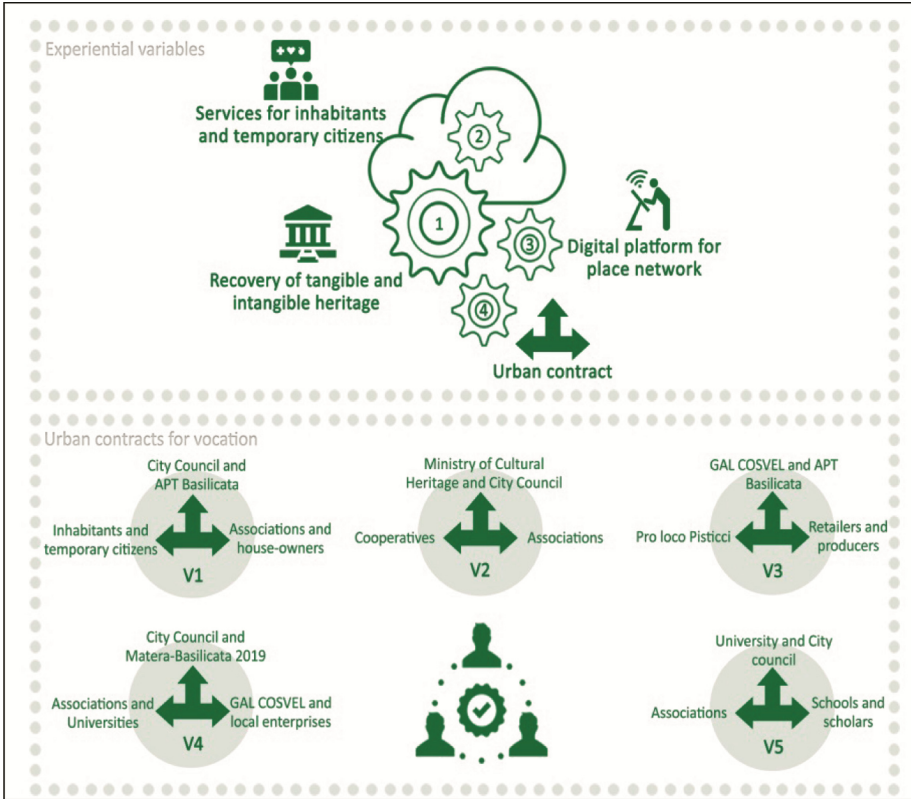 Experiential variables
Services for inhabitants
and temporary citizens
2
1
3
Digital platform for
place network
Recovery of tangible and
intangible heritage
4
Urban contract
Urban contracts for vocation
City Council and
APT Basilicata
Inhabitants and
temporary citizens
Associations and
house-owners
V1
Ministry of Cultural
Heritage and City Council
Cooperatives
Associations
V2
GAL COSVEL and APT
Basilicata
Pro loco Pisticci
Retailers and
producers
V3
City Council and
Matera-Basilicata 2019
Associations and
Universities
GAL COSVEL and
local enterprises
V4
University and City
council
Associations
Schools and
scholars
V5